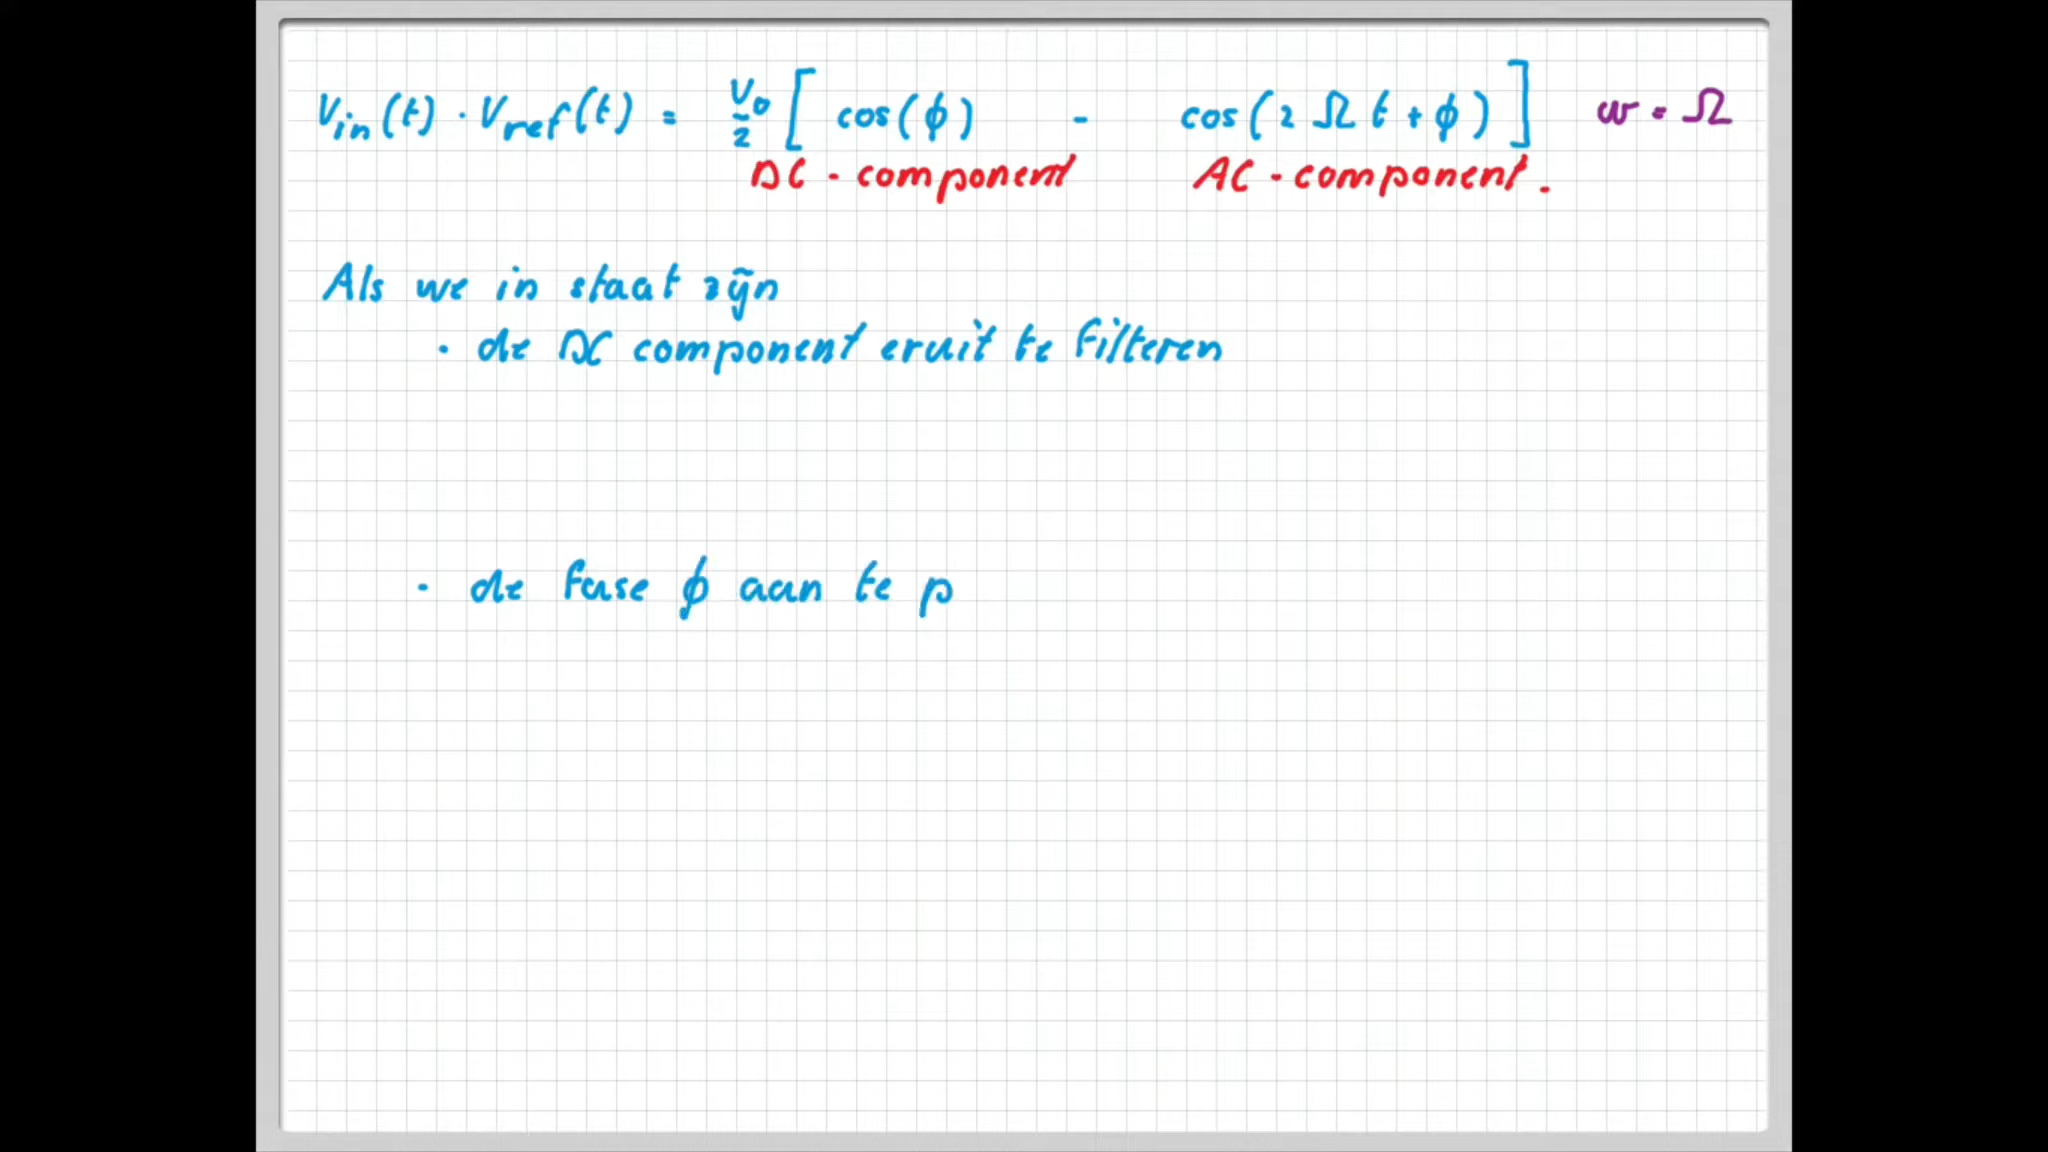 Vin(t) · Vref(t) = V0/2 [ cos(ϕ) - cos(2Ωt + ϕ) ] ω = Ω
DC - component AC - component.
Als we in staat zijn
· de DC component eruit te filteren
· de fase ϕ aan te p